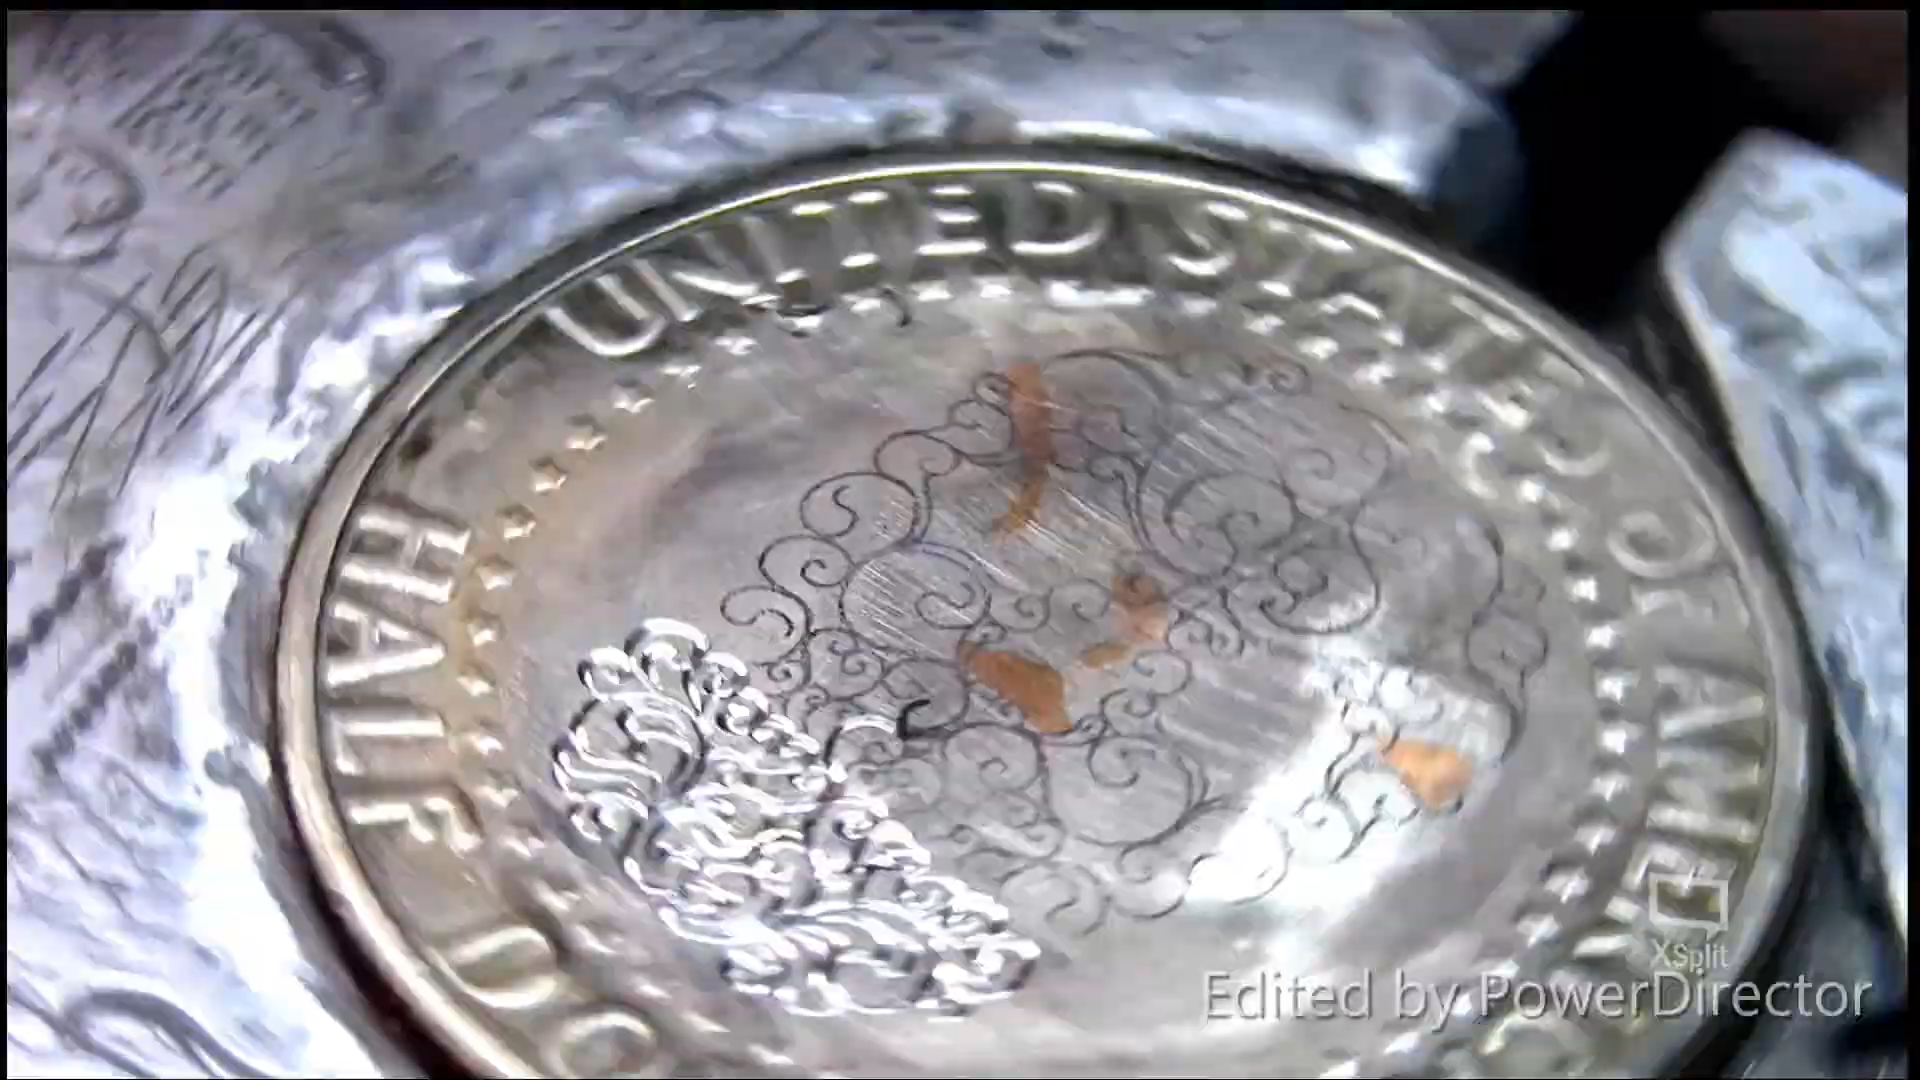 UNITED STATES OF AMERICA
HALF DO
XSplit
Edited by PowerDirector